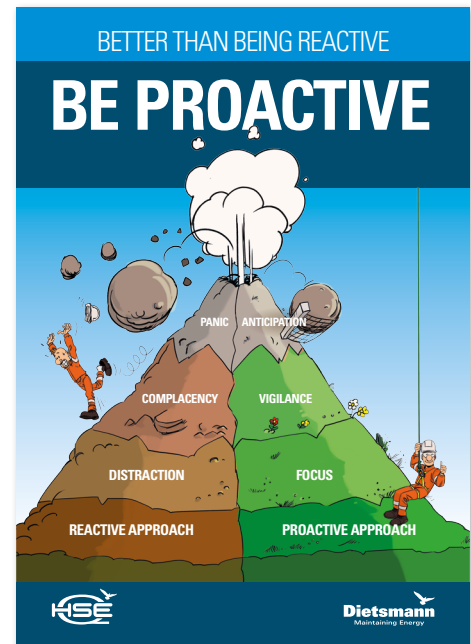 BETTER THAN BEING REACTIVE
BE PROACTIVE
PANIC
ANTICIPATION
COMPLACENCY
VIGILANCE
DISTRACTION
FOCUS
REACTIVE APPROACH
PROACTIVE APPROACH
HSE
Dietsmann
Maintaining Energy